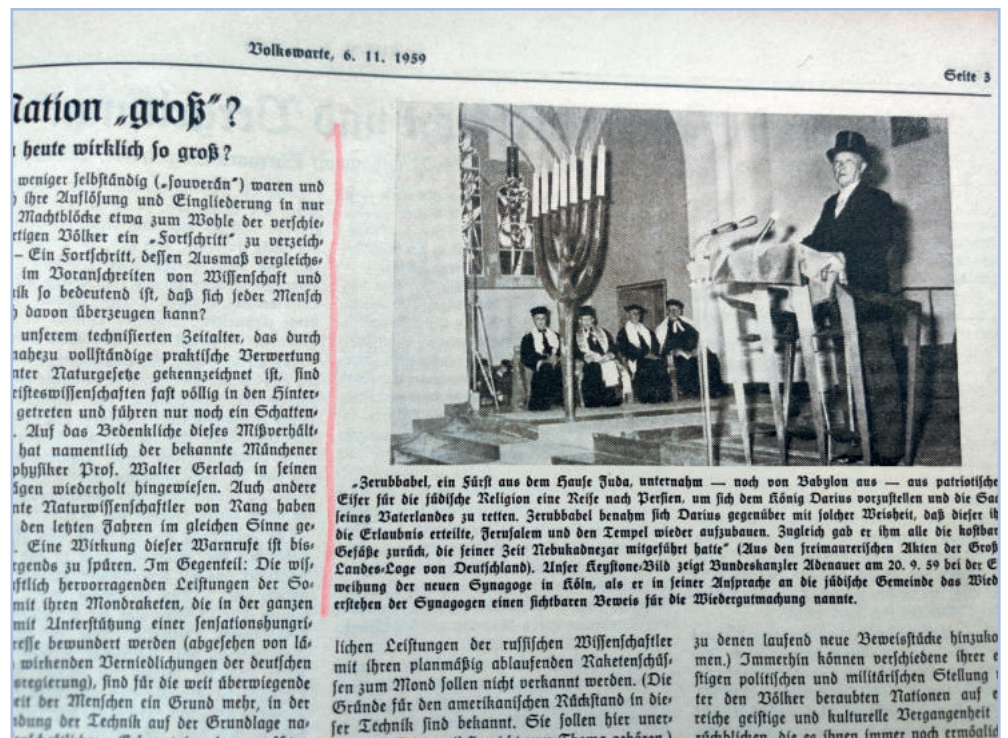 Volkswarte, 6. 11. 1959
Seite 3
Nation „groß“?
heute wirklich so groß?
weniger selbständig („souverän“) waren und
ihre Auflösung und Eingliederung in nur
Machtblöcke etwa zum Wohle der verschie-
rtigen Völker ein „Fortschritt“ zu verzeich-
– Ein Fortschritt, dessen Ausmaß vergleichs-
im Voranschreiten von Wissenschaft und
ik so bedeutend ist, daß sich jeder Mensch
davon überzeugen kann?
unserem technisierten Zeitalter, das durch
nahezu vollständige praktische Verwertung
nter Naturgesetze gekennzeichnet ist, sind
eisteswissenschaften fast völlig in den Hinter-
getreten und führen nur noch ein Schatten-
. Auf das Bedenkliche dieses Mißverhält-
hat namentlich der bekannte Münchener
physiker Prof. Walter Gerlach in seinen
ägen wiederholt hingewiesen. Auch andere
nte Naturwissenschaftler von Rang haben
den letzten Jahren im gleichen Sinne ge-
. Eine Wirkung dieser Warnrufe ist bis-
rgends zu spüren. Im Gegenteil: Die wis-
ftlich hervorragenden Leistungen der So-
mit ihren Mondraketen, die in der ganzen
mit Unterstützung einer sensationshungri-
resse bewundert werden (abgesehen von lä-
wirkenden Verniedlichungen der deutschen
sregierung), sind für die weit überwiegende
eit der Menschen ein Grund mehr, in der
dung der Technik auf der Grundlage na-
„Zerubbabel, ein Fürst aus dem Hause Juda, unternahm — noch von Babylon aus — aus patriotische
Eifer für die jüdische Religion eine Reise nach Persien, um sich dem König Darius vorzustellen und die Sac
seines Vaterlandes zu retten. Zerubbabel benahm sich Darius gegenüber mit solcher Weisheit, daß dieser ih
die Erlaubnis erteilte, Jerusalem und den Tempel wieder aufzubauen. Zugleich gab er ihm alle die kostbar
Gefäße zurück, die seiner Zeit Nebukadnezar mitgeführt hatte“ (Aus den freimaurerischen Akten der Groß
Landes-Loge von Deutschland). Unser Keystone-Bild zeigt Bundeskanzler Adenauer am 20. 9. 59 bei der E
weihung der neuen Synagoge in Köln, als er in seiner Ansprache an die jüdische Gemeinde das Wied
erstehen der Synagogen einen sichtbaren Beweis für die Wiedergutmachung nannte.
lichen Leistungen der russischen Wissenschaftler
mit ihren planmäßig ablaufenden Raketenschüs-
sen zum Mond sollen nicht verkannt werden. (Die
Gründe für den amerikanischen Rückstand in die-
ser Technik sind bekannt. Sie sollen hier uner-
zu denen laufend neue Beweisstücke hinzuko
men.) Immerhin können verschiedene ihrer e
stigen politischen und militärischen Stellung
ter den Völker beraubten Nationen auf e
reiche geistige und kulturelle Vergangenheit
rückblicken, die es ihnen immer noch ermöglic